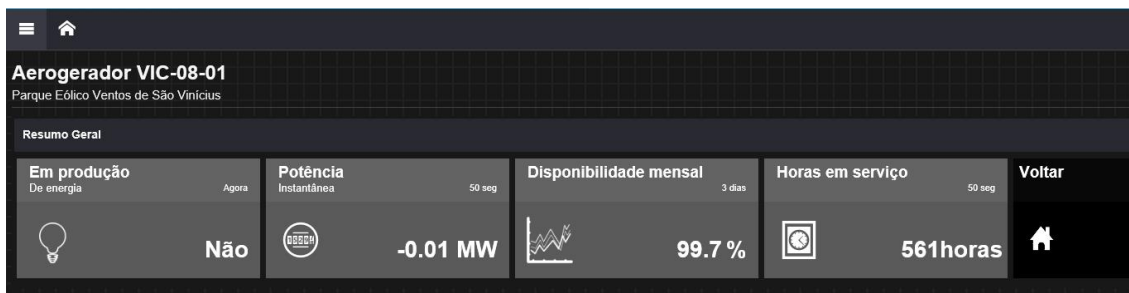 Aerogerador VIC-08-01
Parque Eólico Ventos de São Vinícius
Resumo Geral
Em produção
De energia
Agora
Não
Potência
Instantânea
50 seg
-0.01 MW
Disponibilidade mensal
3 dias
99.7 %
Horas em serviço
50 seg
561horas
Voltar